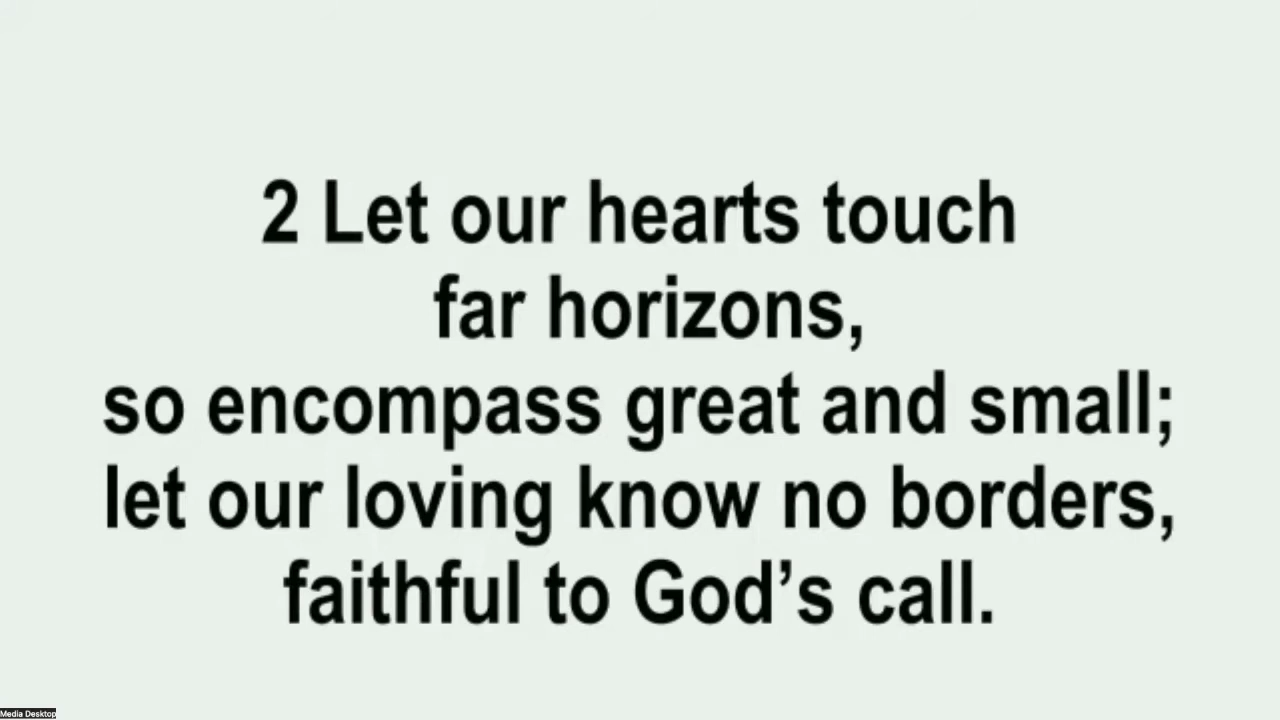 2 Let our hearts touch
far horizons,
so encompass great and small;
let our loving know no borders,
faithful to God’s call.
Media Desktop